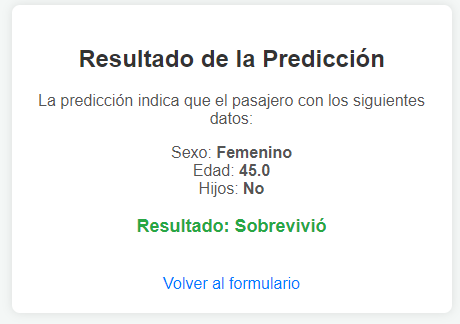 Resultado de la Predicción
La predicción indica que el pasajero con los siguientes
datos:
Sexo: Femenino
Edad: 45.0
Hijos: No
Resultado: Sobrevivió
Volver al formulario